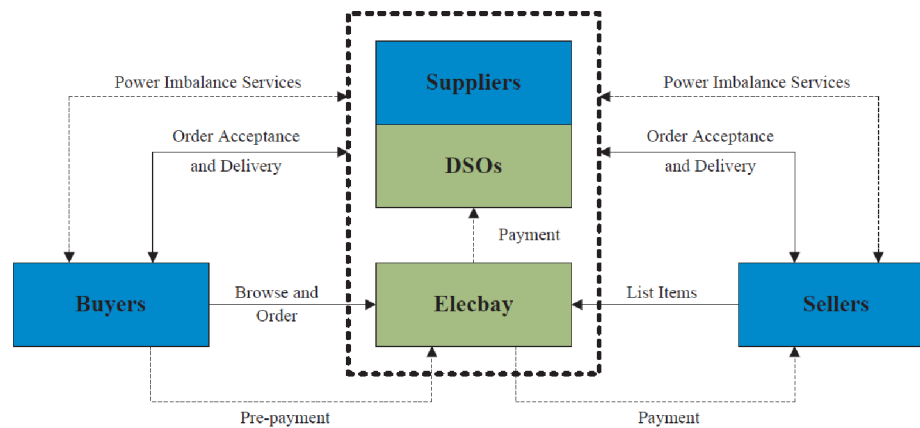 Power Imbalance Services
Suppliers
Power Imbalance Services
Order Acceptance
and Delivery
DSOs
Order Acceptance
and Delivery
Payment
Buyers
Browse and
Order
Elecbay
List Items
Sellers
Pre-payment
Payment